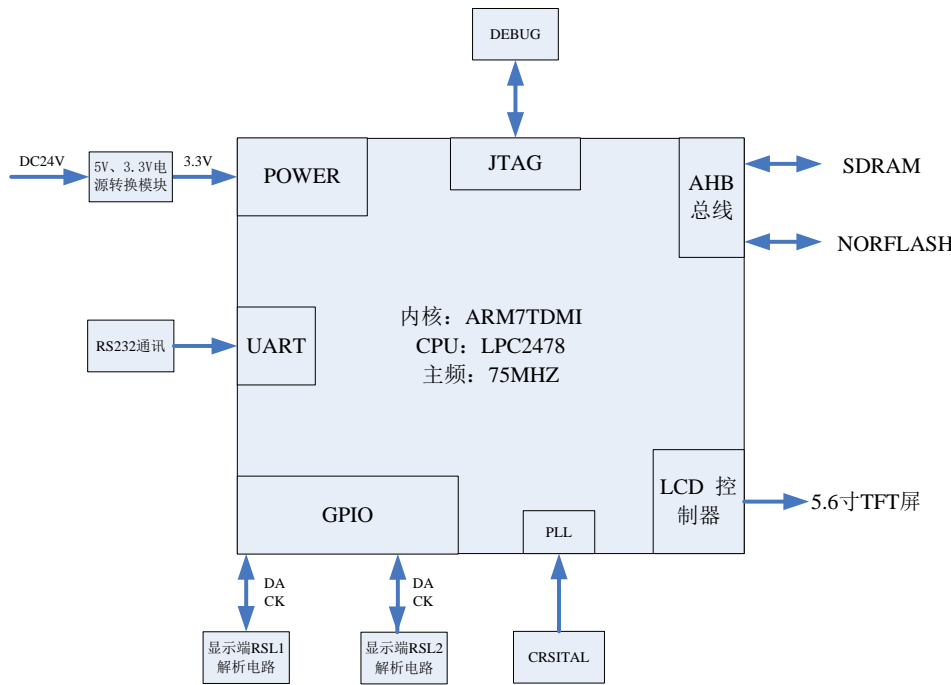 DEBUG
DC24V
5V、3.3V电
源转换模块
3.3V
POWER
JTAG
AHB
总线
SDRAM
NORFLASH
内核：ARM7TDMI
CPU：LPC2478
主频：75MHZ
RS232通讯
UART
LCD 控
制器
5.6寸TFT屏
GPIO
PLL
DA
CK
DA
CK
显示端RSL1
解析电路
显示端RSL2
解析电路
CRSITAL